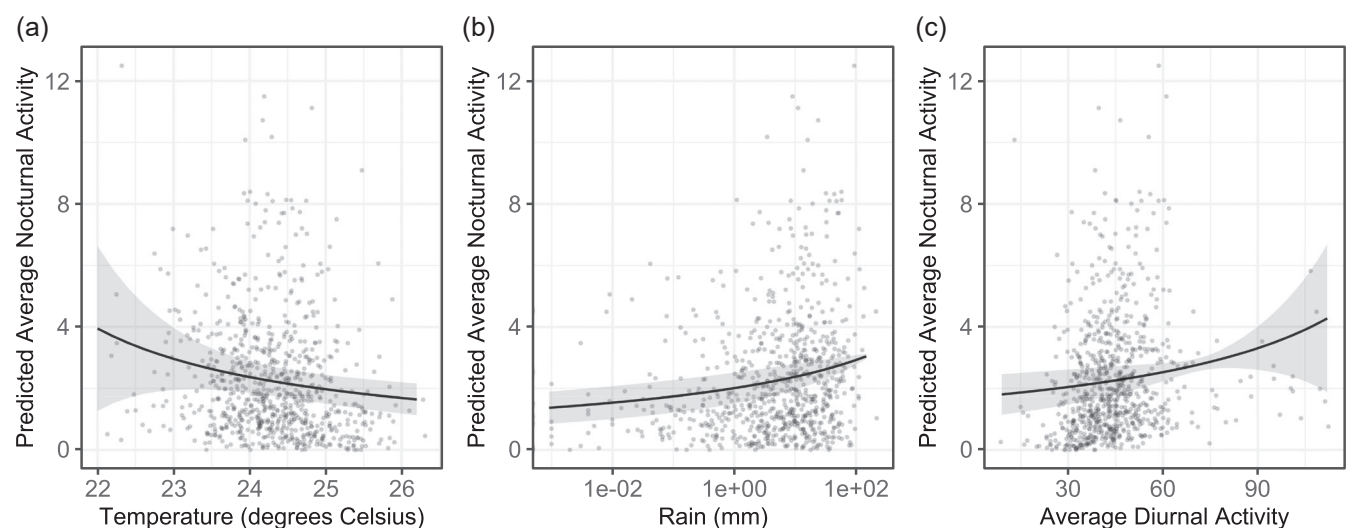 (a)
(b)
(c)
Predicted Average Nocturnal Activity
12
8
4
0
22
23
24
25
26
Temperature (degrees Celsius)
Predicted Average Nocturnal Activity
12
8
4
0
1e-02
1e+00
1e+02
Rain (mm)
Predicted Average Nocturnal Activity
12
8
4
0
30
60
90
Average Diurnal Activity